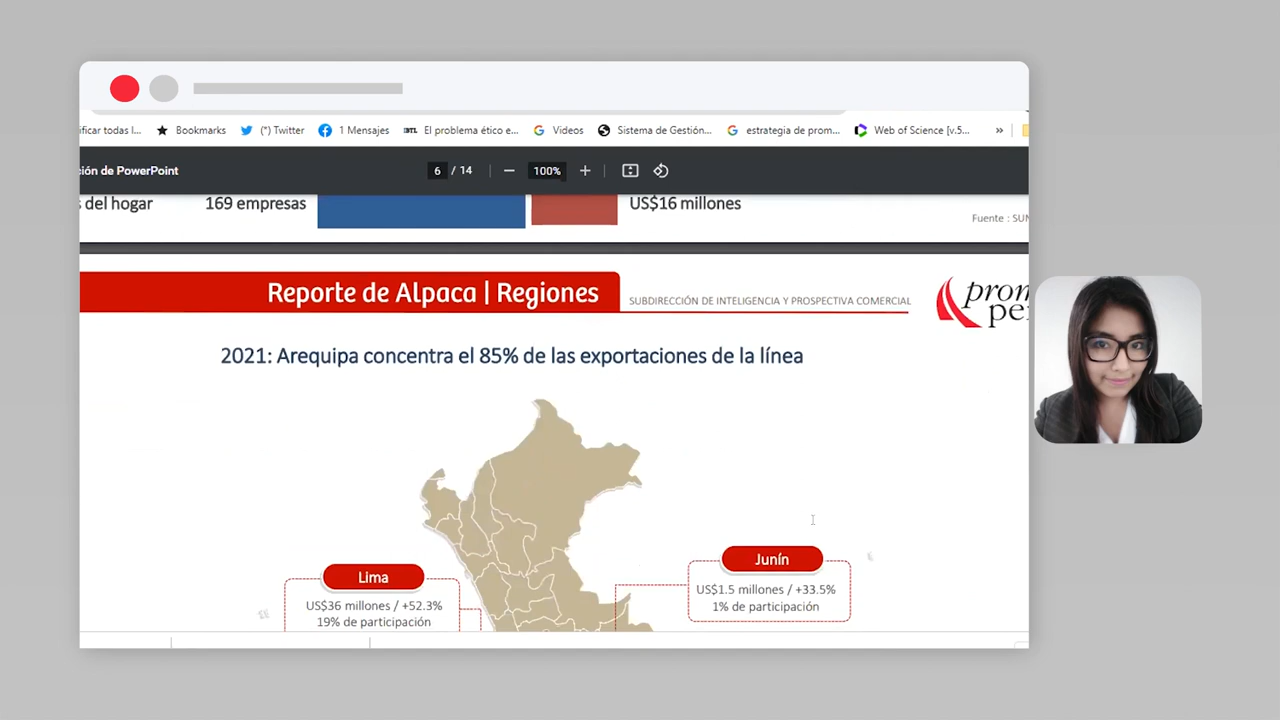 ificar todas l...
Bookmarks
(*) Twitter
1 Mensajes
BTL
El problema ético e...
Videos
Sistema de Gestión...
estrategia de prom...
Web of Science [v.5...
»
ión de PowerPoint
6 / 14
100%
s del hogar
169 empresas
US$16 millones
Fuente : SUN
Reporte de Alpaca | Regiones
SUBDIRECCIÓN DE INTELIGENCIA Y PROSPECTIVA COMERCIAL
prom
pe
2021: Arequipa concentra el 85% de las exportaciones de la línea
Junín
US$1.5 millones / +33.5%
1% de participación
Lima
US$36 millones / +52.3%
19% de participación